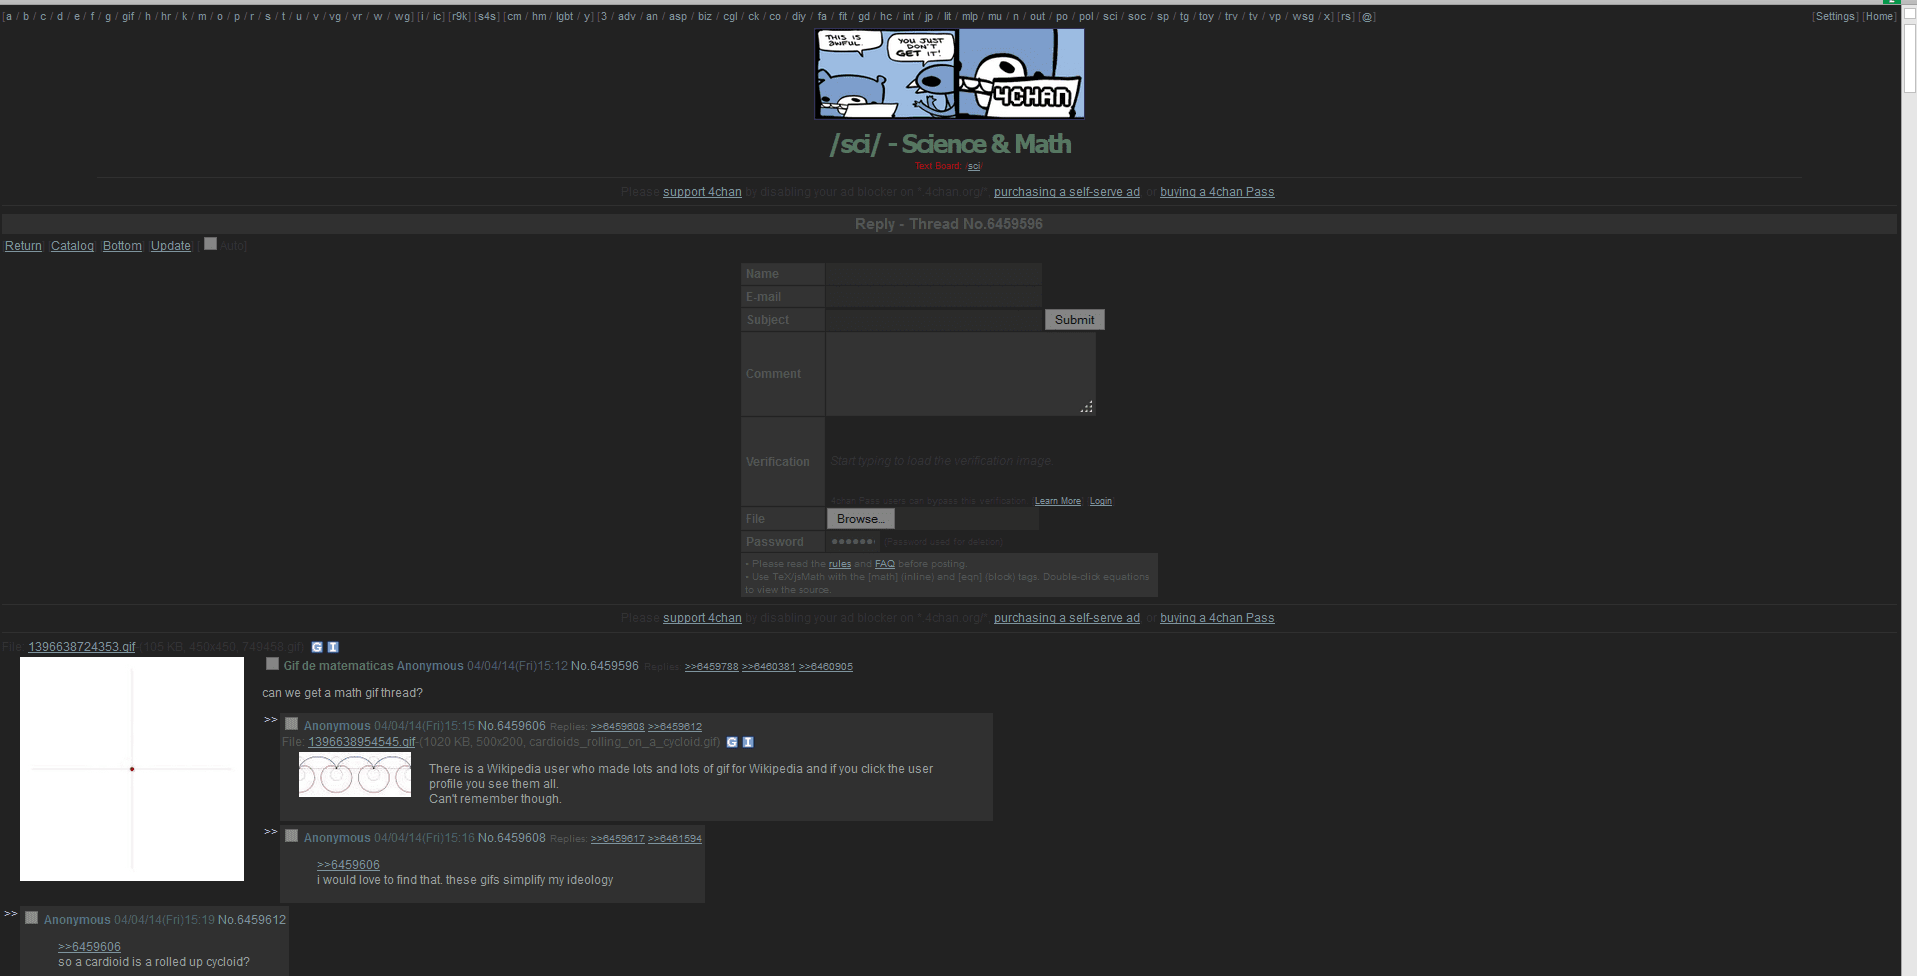 [a / b / c / d / e / f / g / gif / h / hr / k / m / o / p / r / s / t / u / v / vg / vr / w / wg] [i / ic] [r9k] [s4s] [cm / hm / lgbt / y] [3 / adv / an / asp / biz / cgl / ck / co / diy / fa / fit / gd / hc / int / jp / lit / mlp / mu / n / out / po / pol / sci / soc / sp / tg / toy / trv / tv / vp / wsg / x] [rs] [@] [Settings] [Home]
THIS IS AWFUL.
YOU JUST DON'T GET IT!
4CHAN
/sci/ - Science & Math
Text Board: /sci/
Please support 4chan by disabling your ad blocker on *.4chan.org/*, purchasing a self-serve ad, or buying a 4chan Pass
Reply - Thread No.6459596
[Return] [Catalog] [Bottom] [Update] [ Auto]
Name
E-mail
Subject Submit
Comment
Verification Start typing to load the verification image.
4chan Pass users can bypass this verification. [Learn More] [Login]
File Browse...
Password ●●●●●● (Password used for deletion)
• Please read the rules and FAQ before posting.
• Use TeX/jsMath with the [math] (inline) and [eqn] (block) tags. Double-click equations
to view the source.
Please support 4chan by disabling your ad blocker on *.4chan.org/*, purchasing a self-serve ad, or buying a 4chan Pass
File: 1396638724353.gif-(105 KB, 450x450, 749458.gif) G I
Gif de matematicas Anonymous 04/04/14(Fri)15:12 No.6459596 Replies: >>6459788 >>6460381 >>6460905
can we get a math gif thread?
>> Anonymous 04/04/14(Fri)15:15 No.6459606 Replies: >>6459608 >>6459612
File: 1396638954545.gif-(1020 KB, 500x200, cardioids_rolling_on_a_cycloid.gif) G I
There is a Wikipedia user who made lots and lots of gif for Wikipedia and if you click the user
profile you see them all.
Can't remember though.
>> Anonymous 04/04/14(Fri)15:16 No.6459608 Replies: >>6459617 >>6461594
>>6459606
i would love to find that. these gifs simplify my ideology
>> Anonymous 04/04/14(Fri)15:19 No.6459612
>>6459606
so a cardioid is a rolled up cycloid?